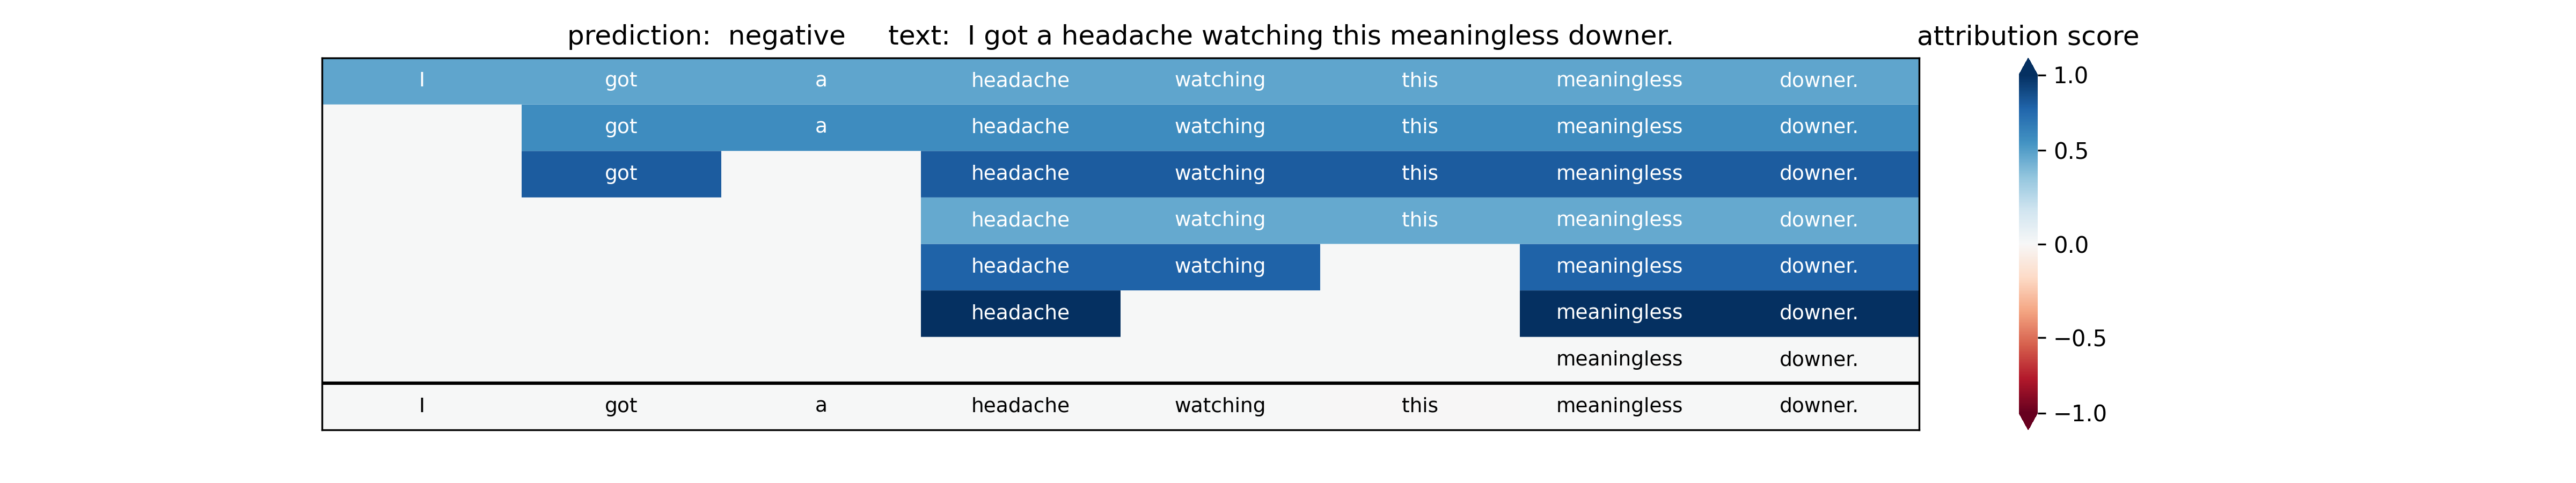 prediction: negative text: I got a headache watching this meaningless downer.
attribution score
I got a headache watching this meaningless downer.
1.0
got a headache watching this meaningless downer.
0.5
got headache watching this meaningless downer.
headache watching this meaningless downer.
0.0
headache watching meaningless downer.
headache meaningless downer.
−0.5
meaningless downer.
I got a headache watching this meaningless downer.
−1.0